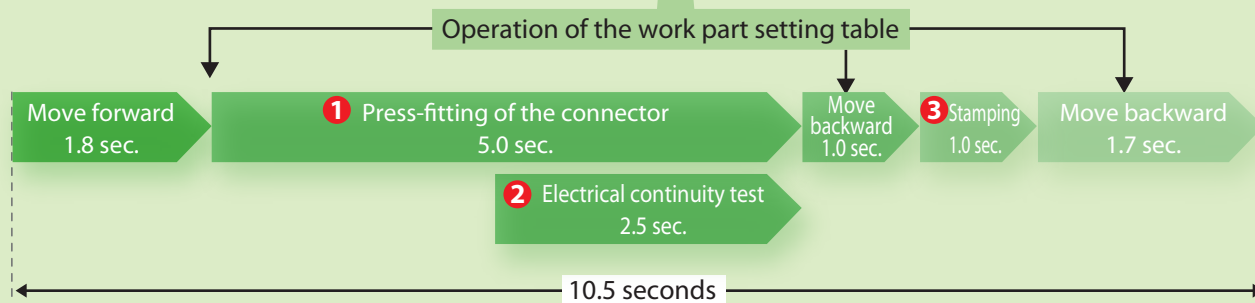 Operation of the work part setting table
Move forward
1.8 sec.
1 Press-fitting of the connector
5.0 sec.
Move
backward
1.0 sec.
3 Stamping
1.0 sec.
Move backward
1.7 sec.
2 Electrical continuity test
2.5 sec.
10.5 seconds